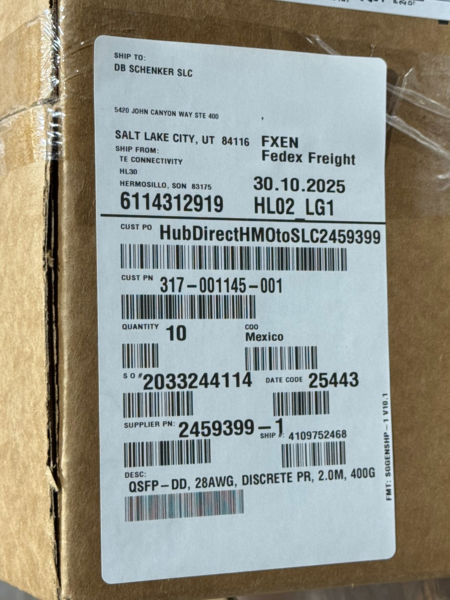 SHIP TO:
DB SCHENKER SLC
5420 JOHN CANYON WAY STE 400
SALT LAKE CITY, UT 84116
FXEN
Fedex Freight
SHIP FROM:
TE CONNECTIVITY
HL30
HERMOSILLO, SON 83175
30.10.2025
6114312919 HL02_LG1
CUST PO HubDirectHMOtoSLC2459399
CUST PN 317-001145-001
QUANTITY 10
COO
Mexico
SO# 2033244114 DATE CODE 25443
SUPPLIER PN: 2459399-1
SHIP #: 4109752468
DESC:
QSFP-DD, 28AWG, DISCRETE PR, 2.0M, 400G
FMT: SGGENSHP-1 V10.1